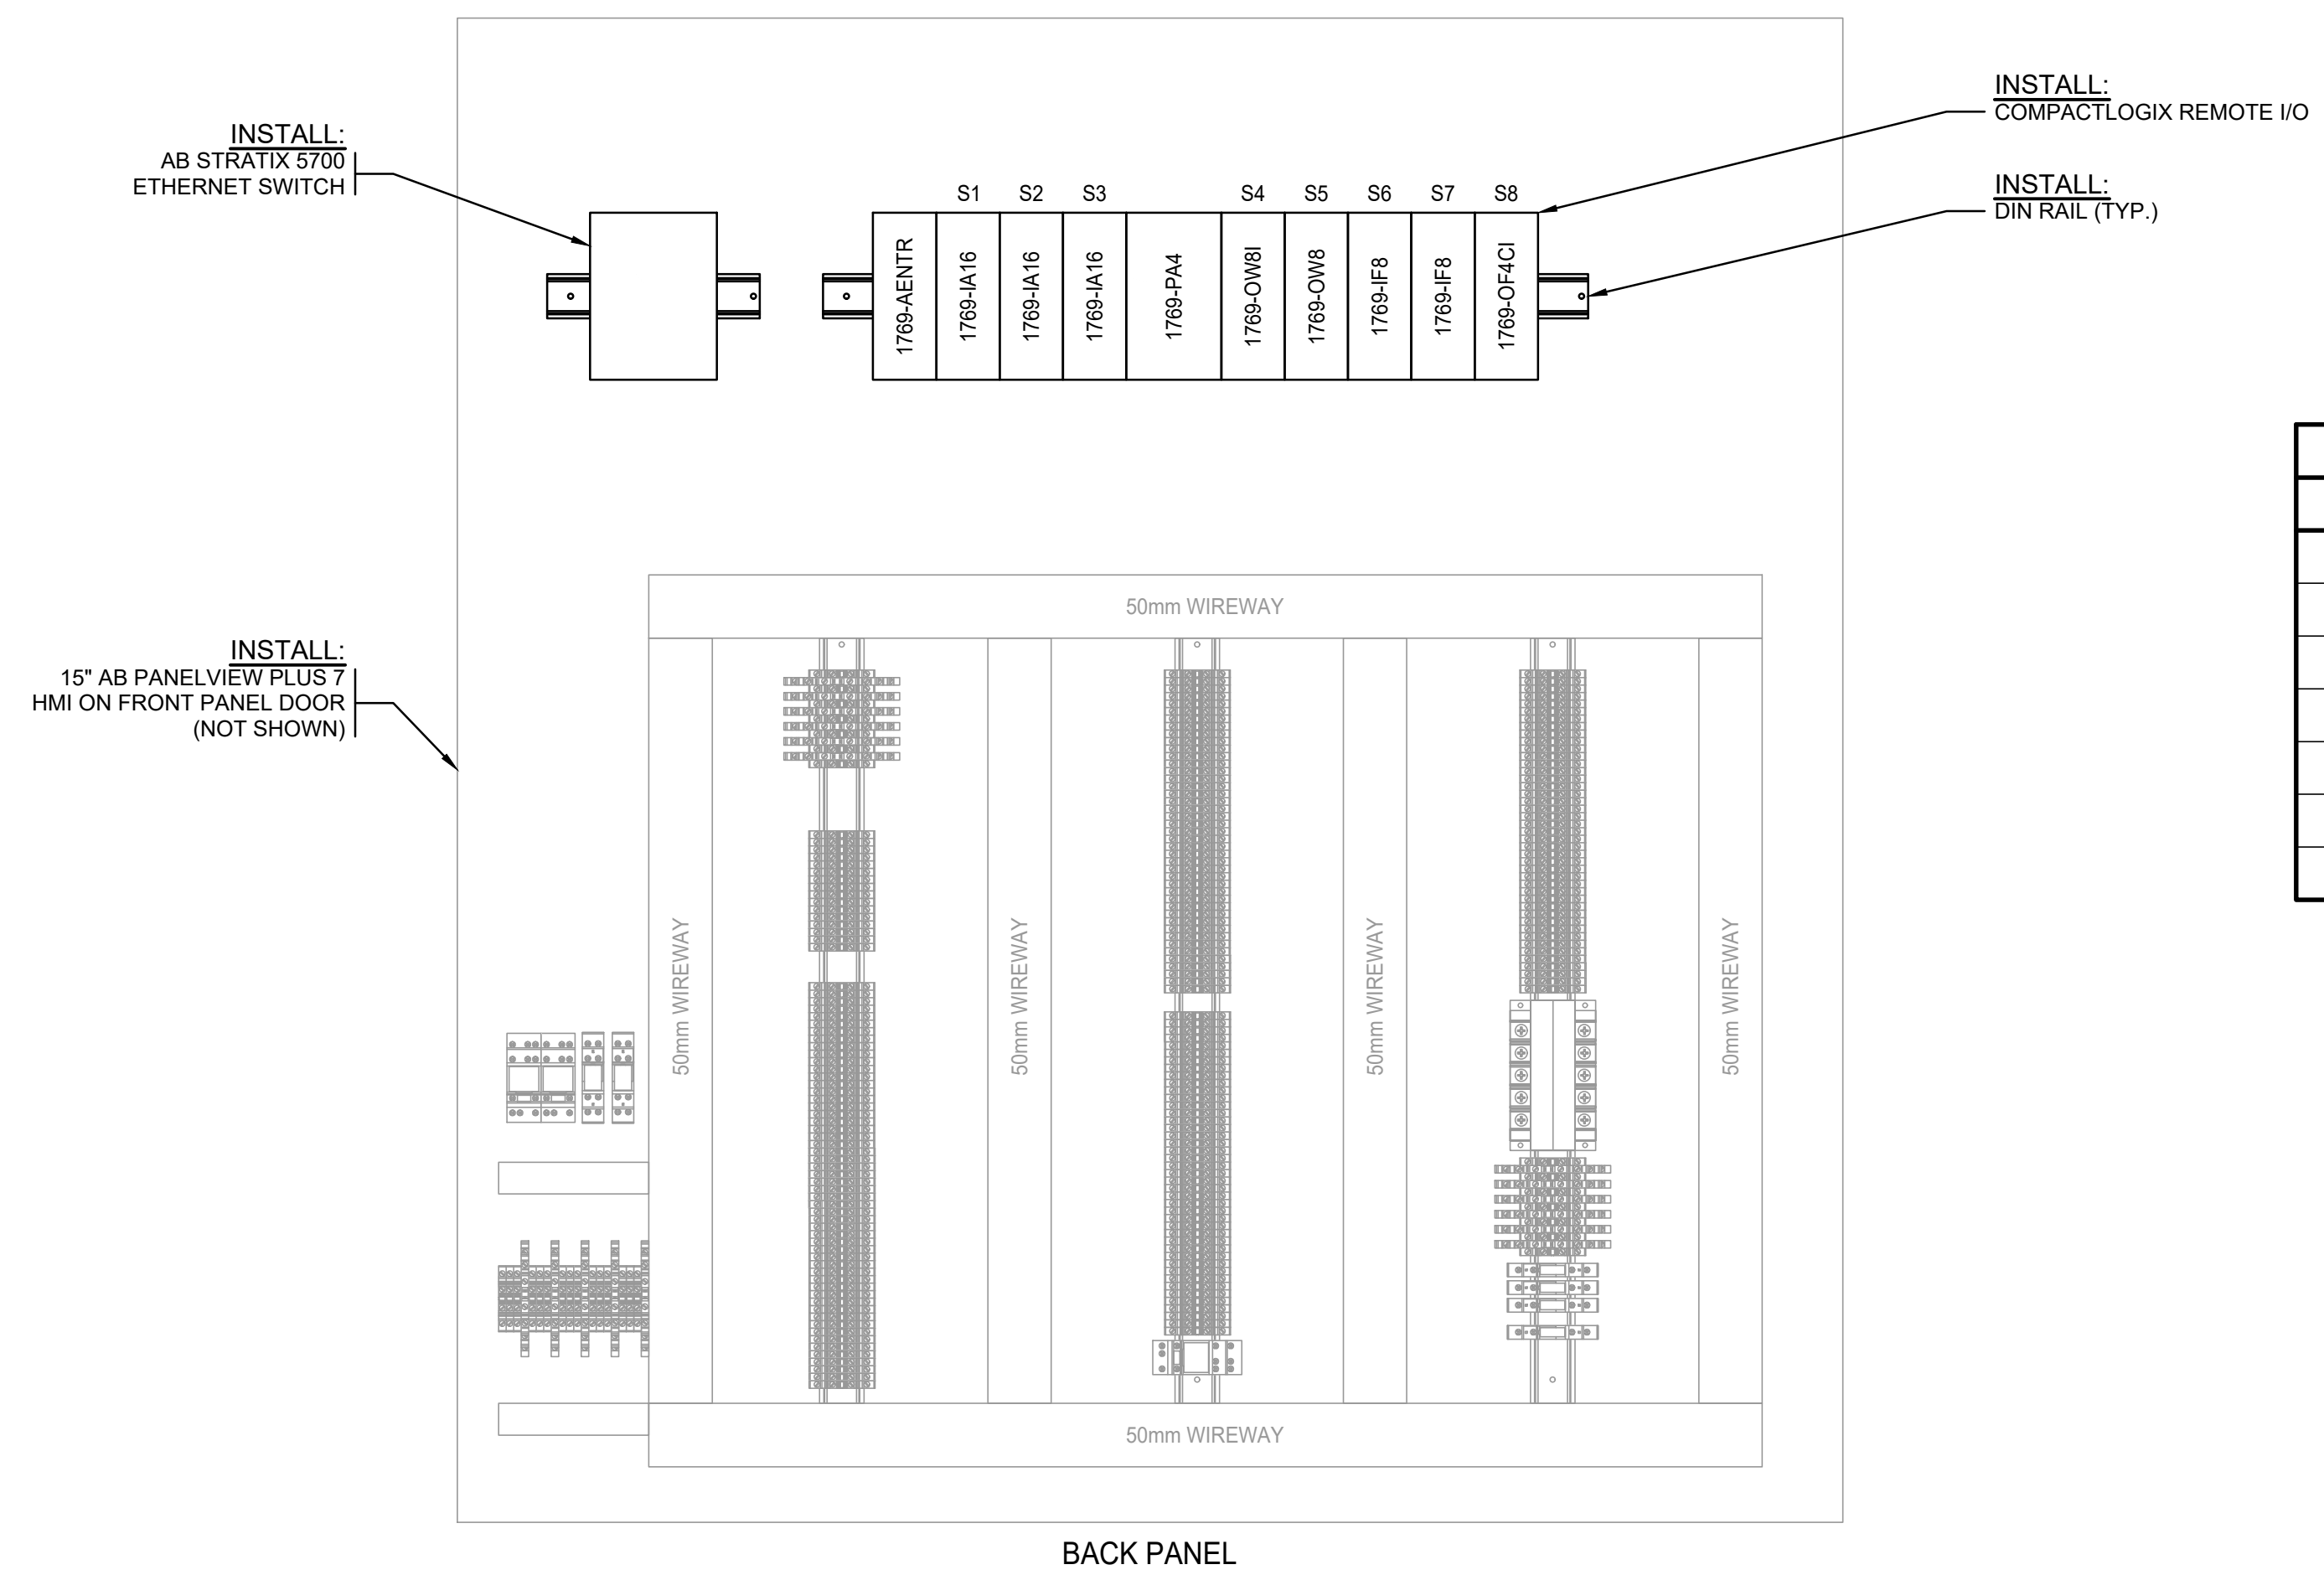 INSTALL:
COMPACTLOGIX REMOTE I/O
INSTALL:
AB STRATIX 5700
ETHERNET SWITCH
INSTALL:
DIN RAIL (TYP.)
S1 S2 S3 S4 S5 S6 S7 S8
1769-AENTR
1769-IA16
1769-IA16
1769-IA16
1769-PA4
1769-OW8I
1769-OW8
1769-IF8
1769-IF8
1769-OF4CI
50mm WIREWAY
INSTALL:
15" AB PANELVIEW PLUS 7
HMI ON FRONT PANEL DOOR
(NOT SHOWN)
50mm WIREWAY
50mm WIREWAY
50mm WIREWAY
50mm WIREWAY
50mm WIREWAY
BACK PANEL